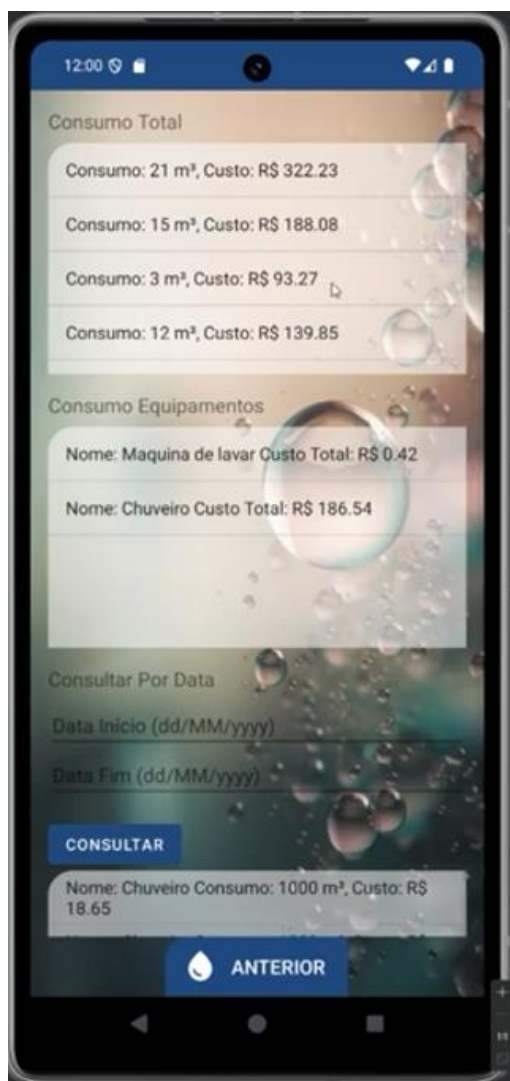 12:00
Consumo Total
Consumo: 21 m³, Custo: R$ 322.23
Consumo: 15 m³, Custo: R$ 188.08
Consumo: 3 m³, Custo: R$ 93.27
Consumo: 12 m³, Custo: R$ 139.85
Consumo Equipamentos
Nome: Maquina de lavar Custo Total: R$ 0.42
Nome: Chuveiro Custo Total: R$ 186.54
Consultar Por Data
Data Início (dd/MM/yyyy)
Data Fim (dd/MM/yyyy)
CONSULTAR
Nome: Chuveiro Consumo: 1000 m³, Custo: R$
18.65
ANTERIOR